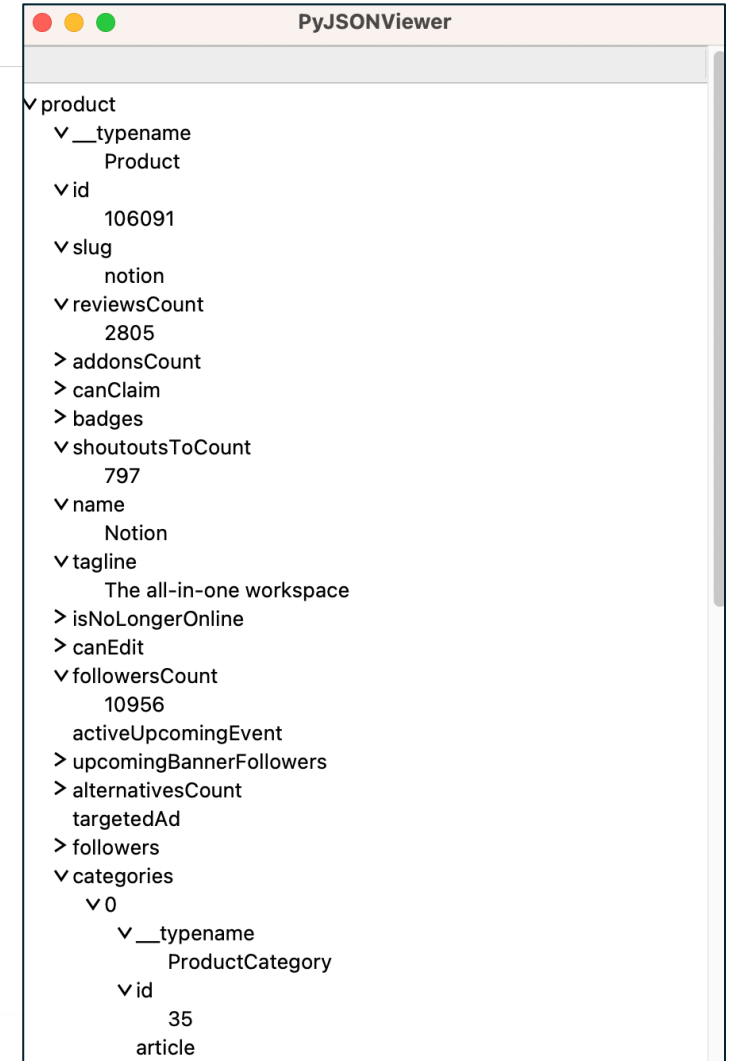 PyJSONViewer
product
__typename
Product
id
106091
slug
notion
reviewsCount
2805
addonsCount
canClaim
badges
shoutoutsToCount
797
name
Notion
tagline
The all-in-one workspace
isNoLongerOnline
canEdit
followersCount
10956
activeUpcomingEvent
upcomingBannerFollowers
alternativesCount
targetedAd
followers
categories
0
__typename
ProductCategory
id
35
article